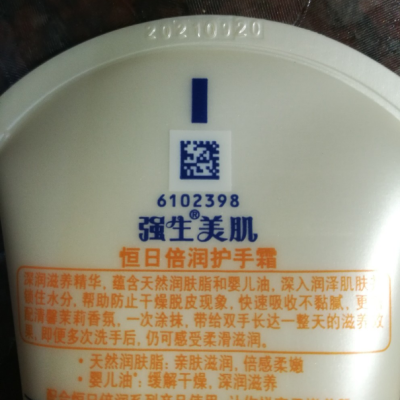 20210920
6102398
强生®美肌
恒日倍润护手霜
深润滋养精华，蕴含天然润肤脂和婴儿油，深入润泽肌肤
锁住水分，帮助防止干燥脱皮现象，快速吸收不黏腻，更
配清馨茉莉香氛，一次涂抹，带给双手长达一整天的滋养
果，即便多次洗手后，仍可感受柔滑滋润。
· 天然润肤脂：亲肤滋润，倍感柔嫩
· 婴儿油*：缓解干燥，深润滋养